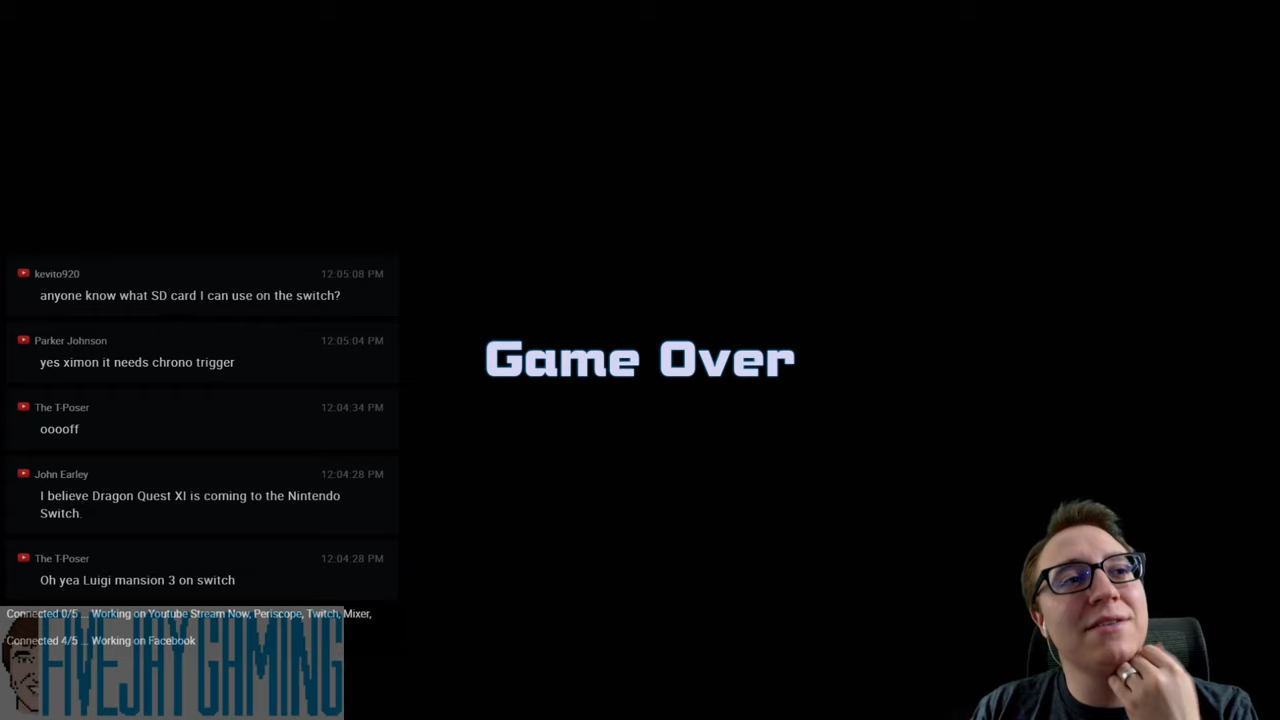 kevito920 12:05:08 PM
anyone know what SD card I can use on the switch?
Parker Johnson 12:05:04 PM
yes ximon it needs chrono trigger
The T-Poser 12:04:34 PM
ooooff
John Earley 12:04:28 PM
I believe Dragon Quest XI is coming to the Nintendo
Switch.
The T-Poser 12:04:28 PM
Oh yea Luigi mansion 3 on switch
Connected 0/5 ... Working on Youtube Stream Now, Periscope, Twitch, Mixer,
Connected 4/5 ... Working on Facebook
FIVEJAY GAMING
Game Over